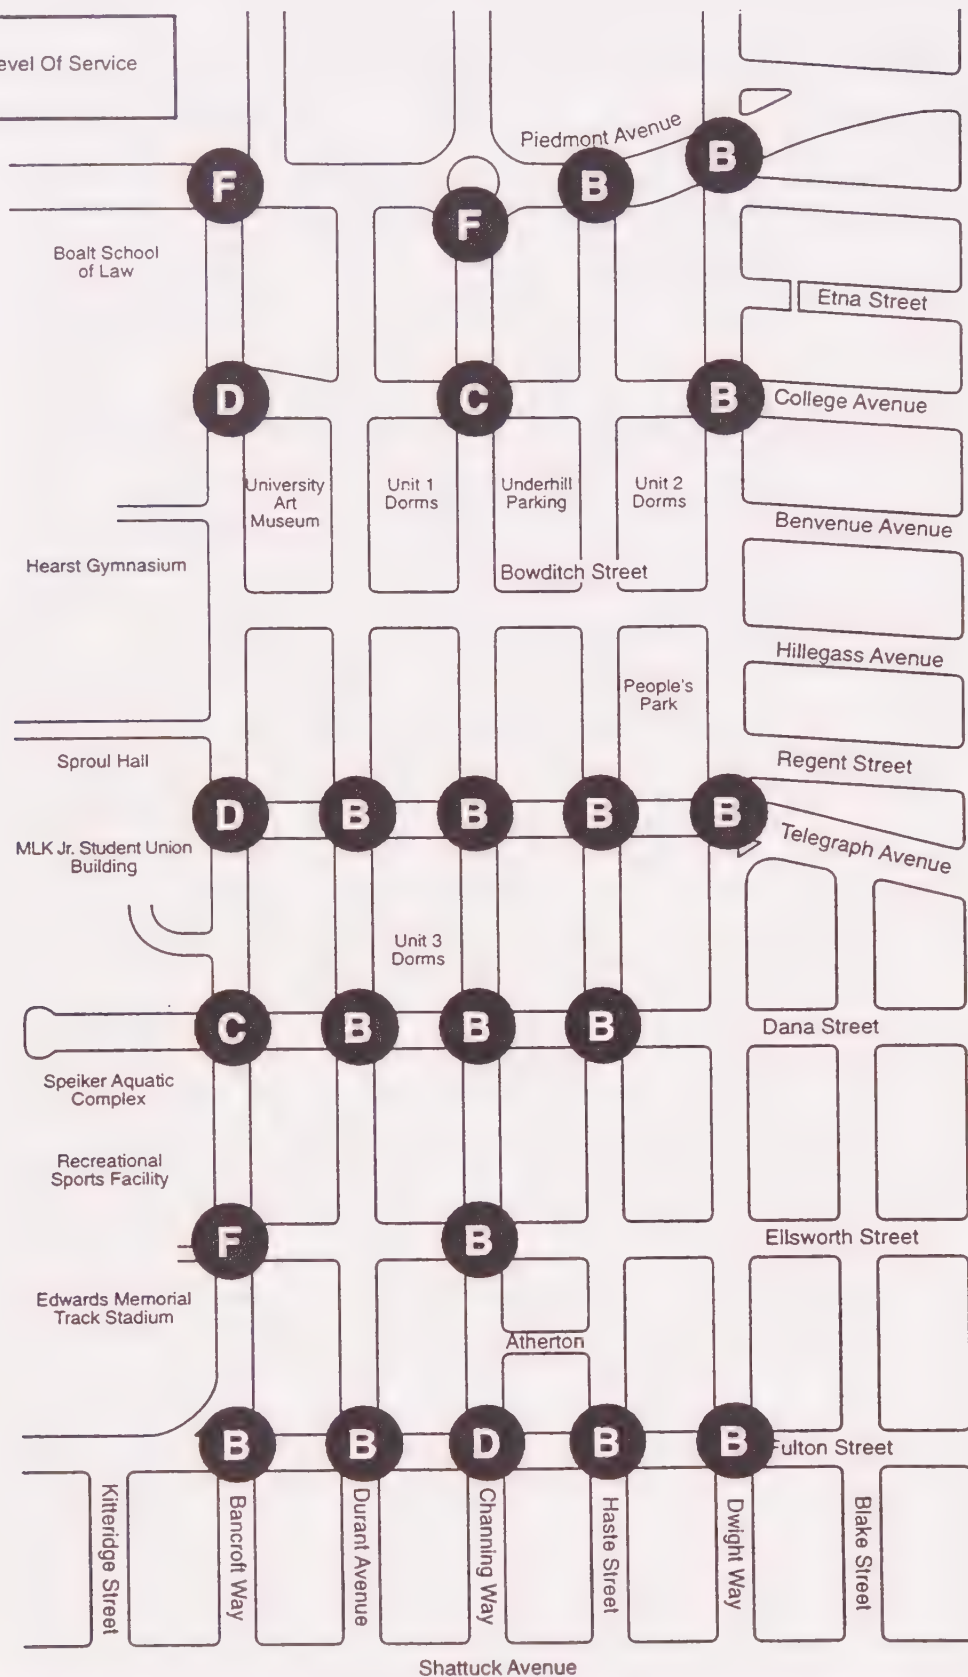 evel Of Service
Piedmont Avenue
B
F
B
F
Boalt School
of Law
Etna Street
D
C
B
College Avenue
University
Art
Museum
Unit 1
Dorms
Underhill
Parking
Unit 2
Dorms
Benvenue Avenue
Hearst Gymnasium
Bowditch Street
Hillegass Avenue
People's
Park
Sproul Hall
Regent Street
D
B
B
B
B
Telegraph Avenue
MLK Jr. Student Union
Building
Unit 3
Dorms
C
B
B
B
Dana Street
Speiker Aquatic
Complex
Recreational
Sports Facility
F
B
Ellsworth Street
Edwards Memorial
Track Stadium
Atherton
B
B
D
B
B
Fulton Street
Kitteridge Street
Bancroft Way
Durant Avenue
Channing Way
Haste Street
Dwight Way
Blake Street
Shattuck Avenue